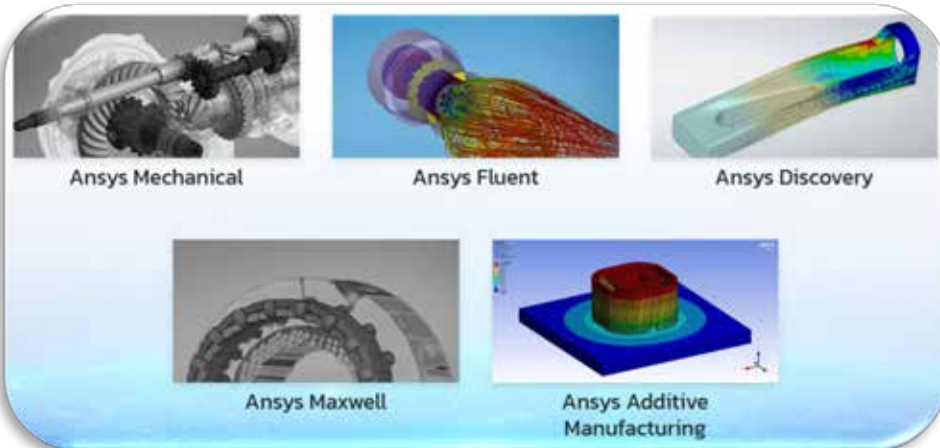 Ansys Mechanical
Ansys Fluent
Ansys Discovery
Ansys Maxwell
Ansys Additive
Manufacturing